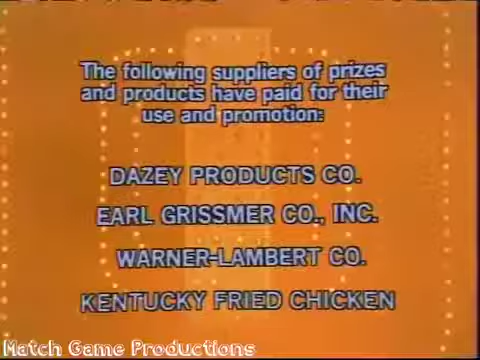 The following suppliers of prizes
and products have paid for their
use and promotion:
DAZEY PRODUCTS CO.
EARL GRISSMER CO., INC.
WARNER-LAMBERT CO.
KENTUCKY FRIED CHICKEN
Match Game Productions